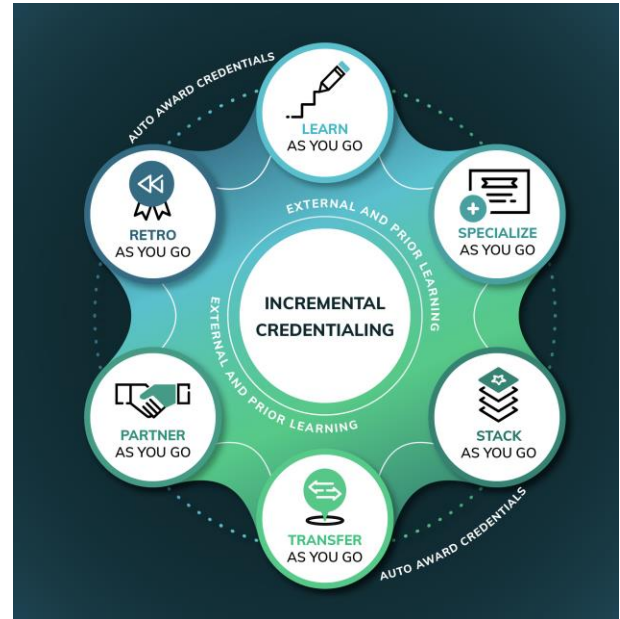 AUTO AWARD CREDENTIALS
LEARN
AS YOU GO
RETRO
AS YOU GO
SPECIALIZE
AS YOU GO
EXTERNAL AND PRIOR LEARNING
INCREMENTAL
CREDENTIALING
EXTERNAL AND PRIOR LEARNING
PARTNER
AS YOU GO
STACK
AS YOU GO
TRANSFER
AS YOU GO
AUTO AWARD CREDENTIALS